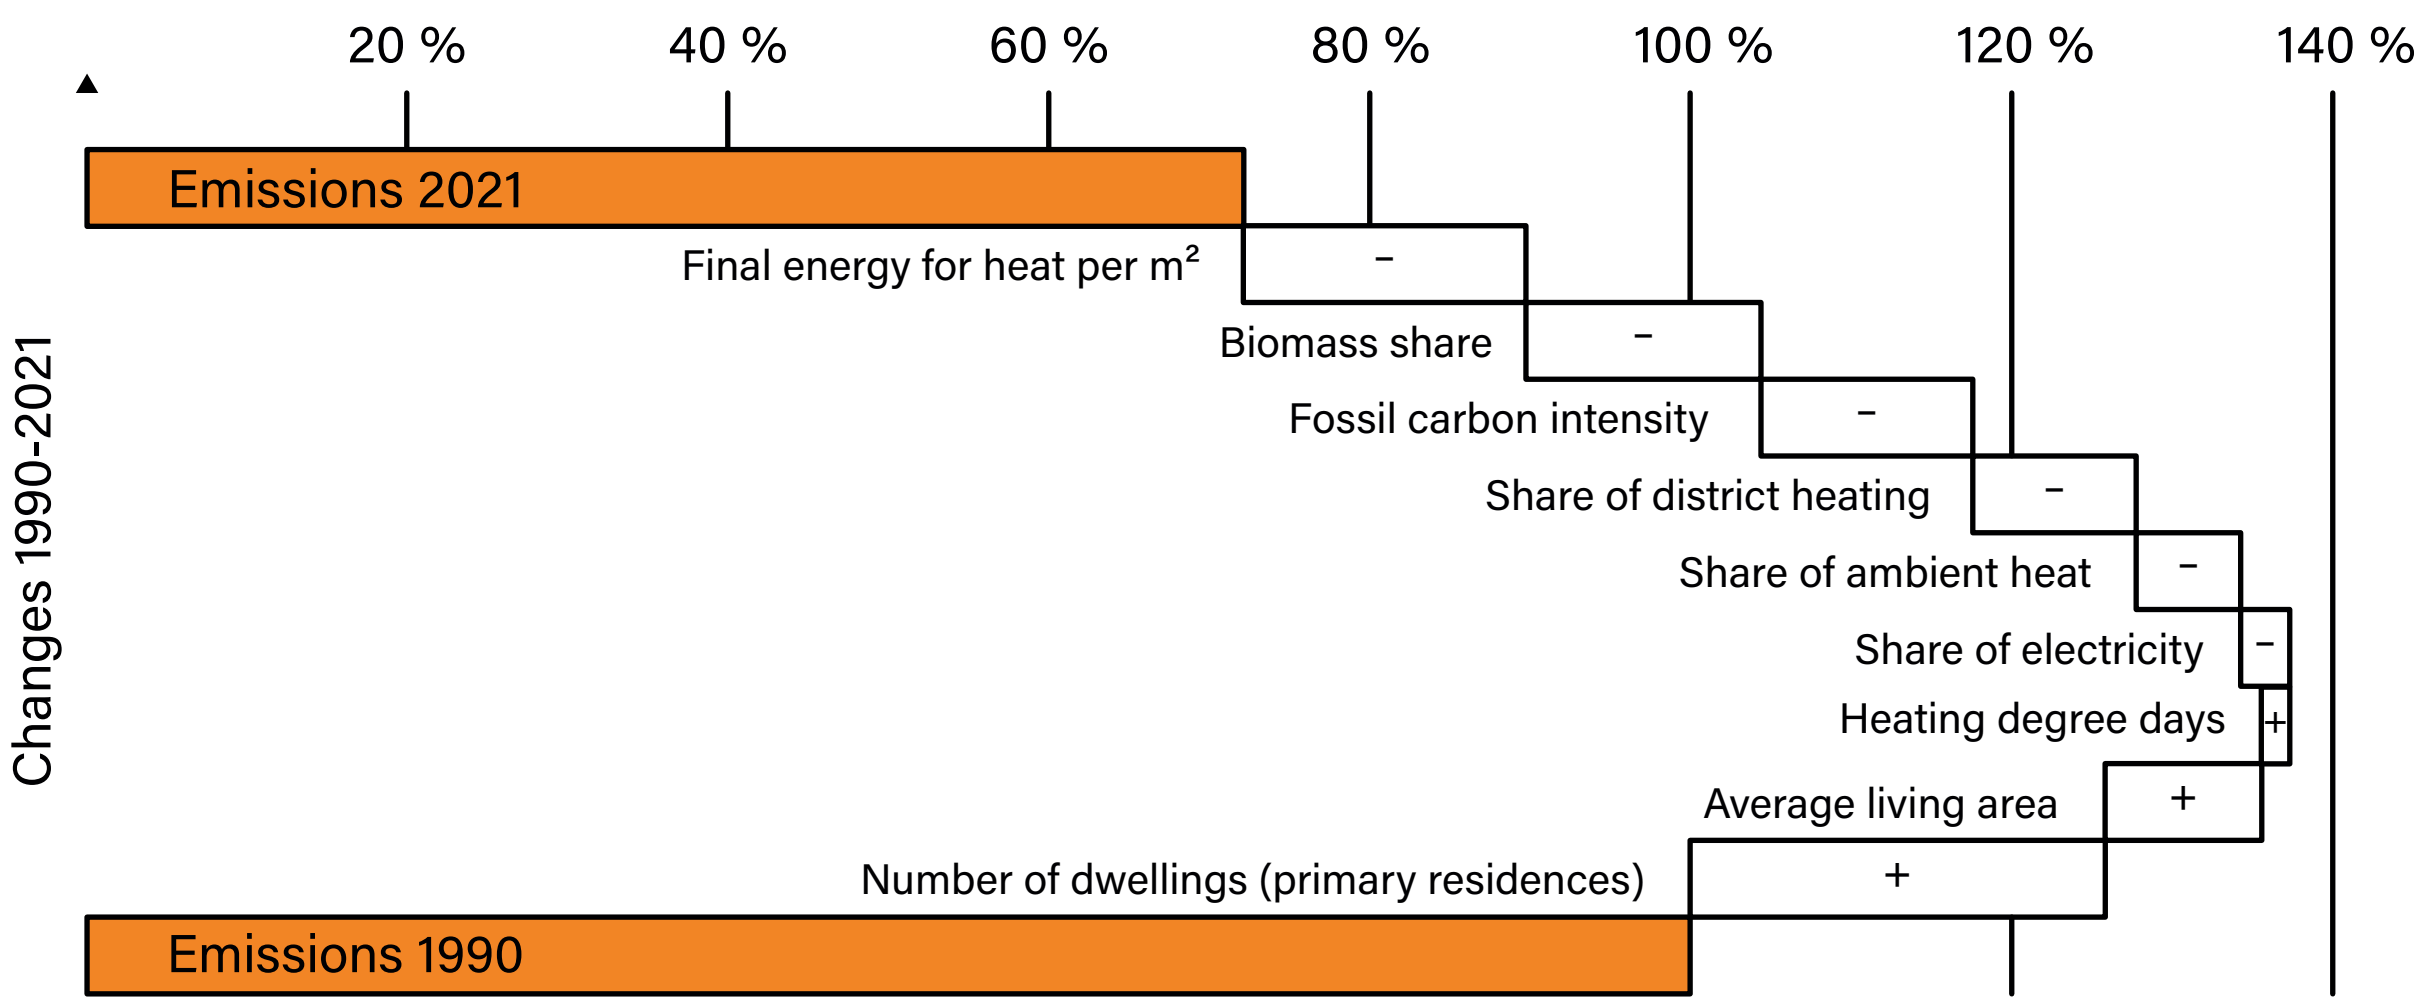 20 % 40 % 60 % 80 % 100 % 120 % 140 %
Emissions 2021
Final energy for heat per m²
–
Biomass share
–
Fossil carbon intensity
–
Share of district heating
–
Share of ambient heat
–
Share of electricity
–
Heating degree days
+
Average living area
+
Number of dwellings (primary residences)
+
Emissions 1990
Changes 1990-2021